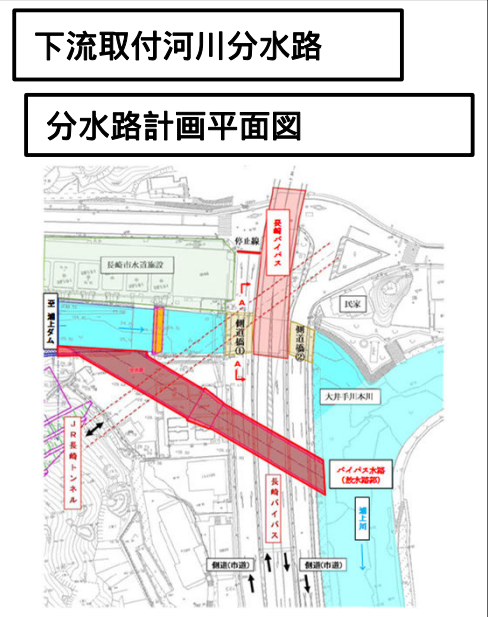 下流取付河川分水路
分水路計画平面図
長崎バイパス
停止線
長崎市水道施設
A
民家
至 浦上ダム
側道橋(1)
側道橋(2)
A
大井手川本川
JR長崎トンネル
バイパス水路
(放水路部)
長崎バイパス
浦上川
側道(市道)
側道(市道)